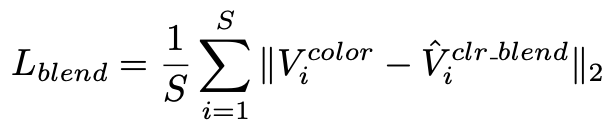 L_{blend} = \frac{1}{S} \sum_{i=1}^{S} \| V_i^{color} - \hat{V}_i^{clr\_blend} \|_2